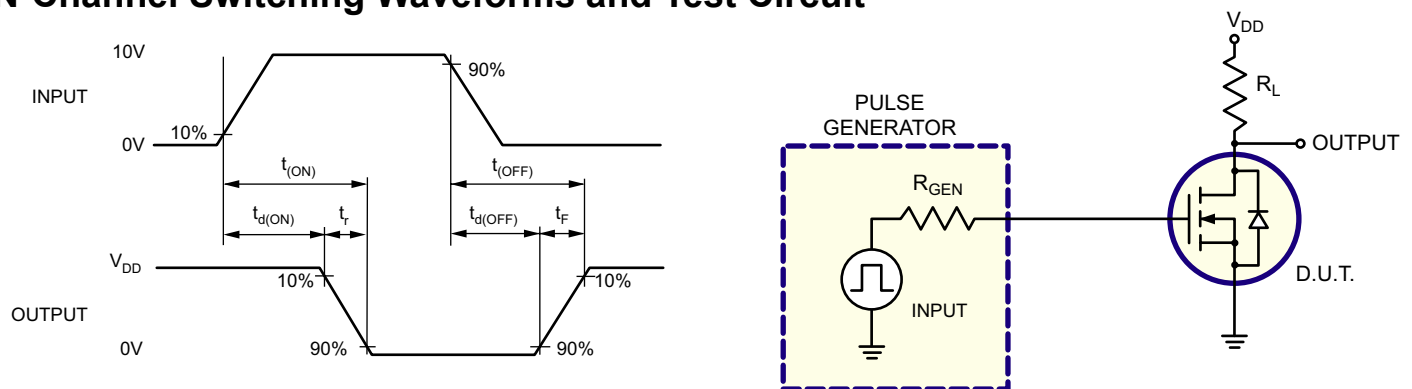 N-Channel Switching Waveforms and Test Circuit
10V
INPUT
0V
10%
90%
t(ON)
t(OFF)
td(ON)
tr
td(OFF)
tF
VDD
10%
10%
OUTPUT
0V
90%
90%
PULSE
GENERATOR
RGEN
INPUT
VDD
RL
OUTPUT
D.U.T.